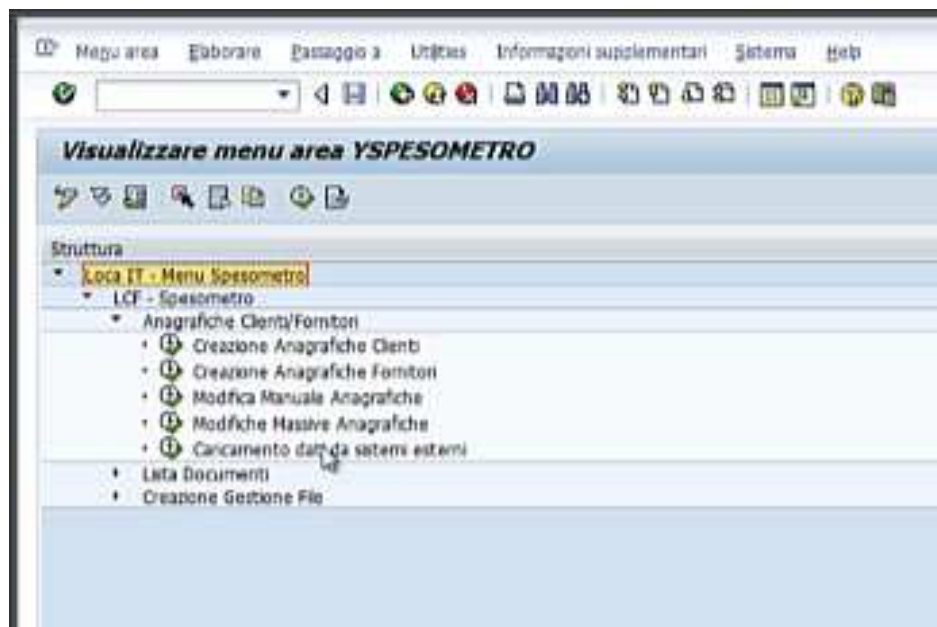 Menu area Elaborare Passaggio a Utilities Informazioni supplementari Sistema Help
Visualizzare menu area YSPESOMETRO
Struttura
Loca IT - Menu Spesometro
LCF - Spesometro
Anagrafiche Clienti/Fornitori
Creazione Anagrafiche Clienti
Creazione Anagrafiche Fornitori
Modifica Manuale Anagrafiche
Modifiche Massive Anagrafiche
Caricamento dati da sistemi esterni
Lista Documenti
Creazione Gestione File